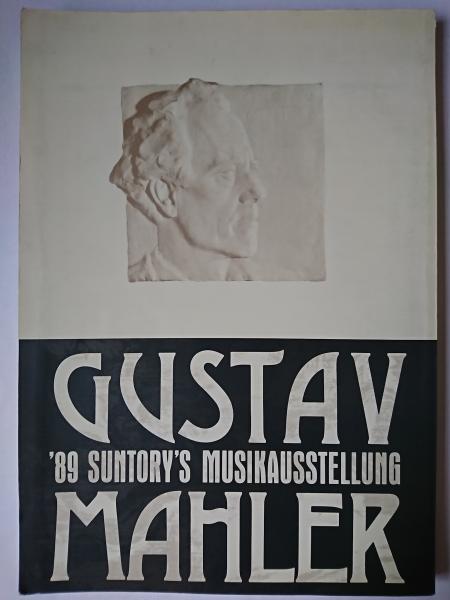 GUSTAV
'89 SUNTORY'S MUSIKAUSSTELLUNG
MAHLER